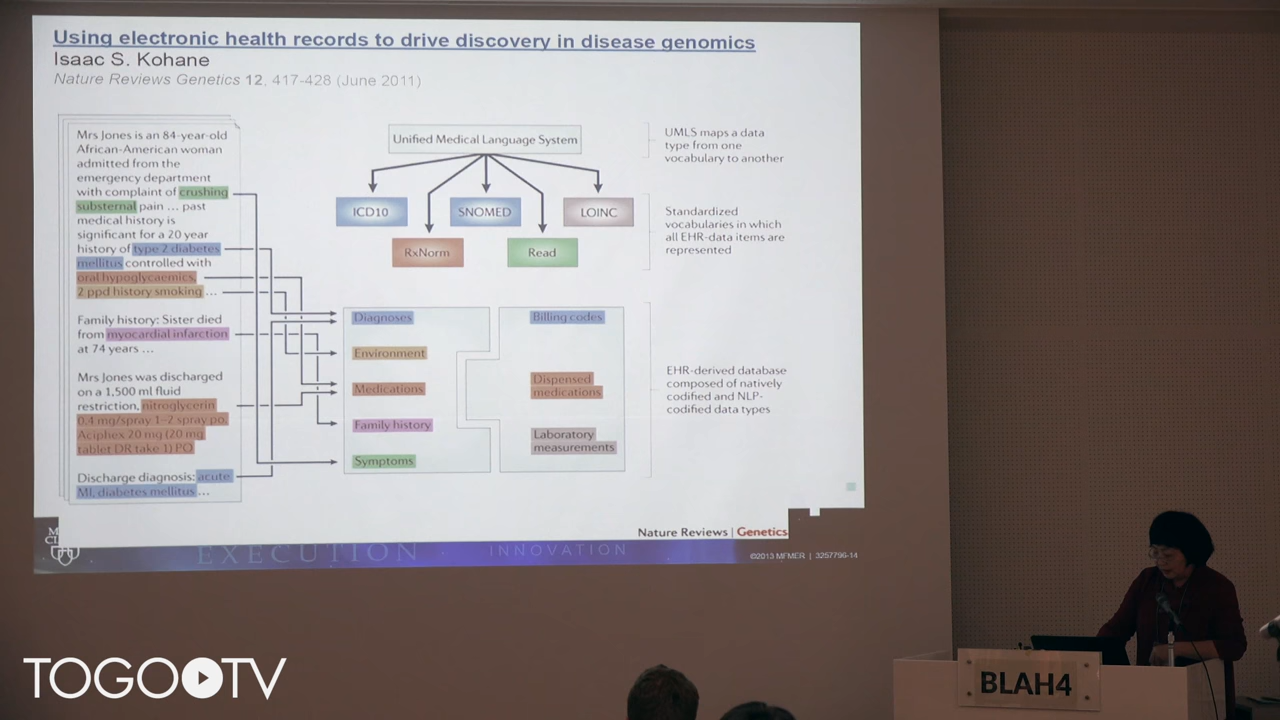 Using electronic health records to drive discovery in disease genomics
Isaac S. Kohane
Nature Reviews Genetics 12, 417-428 (June 2011)
Mrs Jones is an 84-year-old
African-American woman
admitted from the
emergency department
with complaint of crushing
substernal pain ... past
medical history is
significant for a 20 year
history of type 2 diabetes
mellitus controlled with
oral hypoglycaemics,
2 ppd history smoking ...
Family history: Sister died
from myocardial infarction
at 74 years ...
Mrs Jones was discharged
on a 1,500 ml fluid
restriction, nitroglycerin
0.4 mg/spray 1–2 spray po,
Aciphex 20 mg (20 mg
tablet DR take 1) PO
Discharge diagnosis: acute
MI, diabetes mellitus ...
Unified Medical Language System
ICD10
SNOMED
LOINC
RxNorm
Read
UMLS maps a data
type from one
vocabulary to another
Standardized
vocabularies in which
all EHR-data items are
represented
Diagnoses
Environment
Medications
Family history
Symptoms
Billing codes
Dispensed
medications
Laboratory
measurements
EHR-derived database
composed of natively
codified and NLP-
codified data types
Nature Reviews | Genetics
EXECUTION
INNOVATION
©2013 MFMER | 3257796-14
TOGO TV
BLAH4